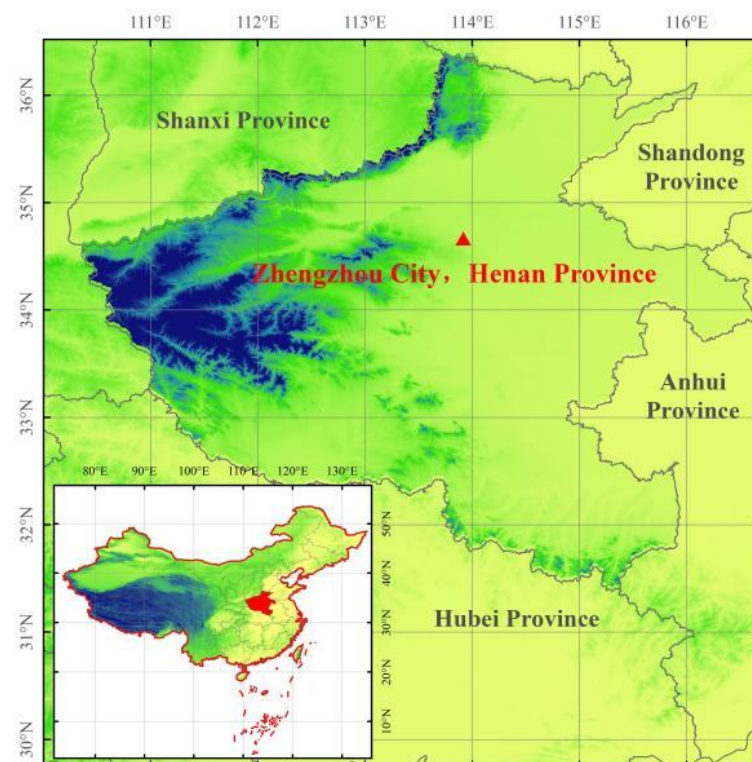 111°E 112°E 113°E 114°E 115°E 116°E
36°N
Shanxi Province
Shandong
Province
35°N
Zhengzhou City，Henan Province
34°N
Anhui
Province
33°N
80°E 90°E 100°E 110°E 120°E 130°E
32°N
50°N
40°N
31°N
30°N
Hubei Province
20°N
10°N
30°N